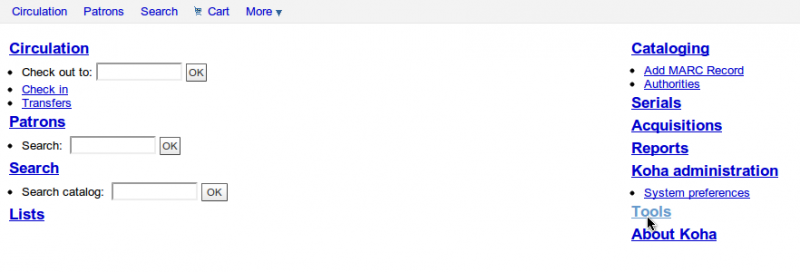 Circulation Patrons Search Cart More ▼
Circulation
• Check out to: OK
• Check in
• Transfers
Patrons
• Search: OK
Search
• Search catalog: OK
Lists
Cataloging
• Add MARC Record
• Authorities
Serials
Acquisitions
Reports
Koha administration
• System preferences
Tools
About Koha